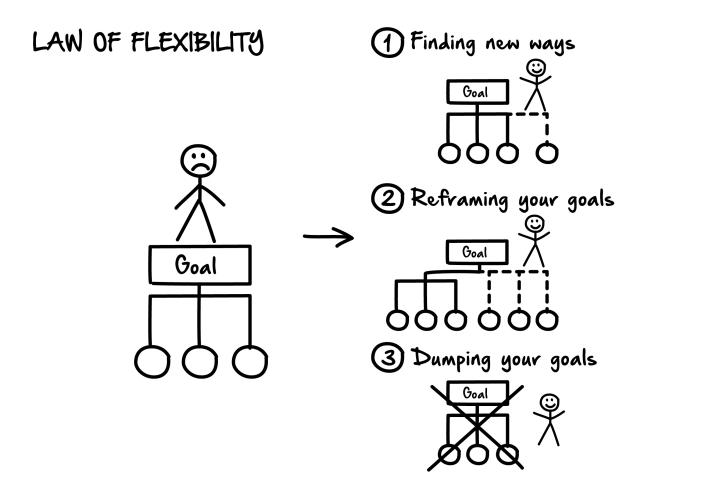 LAW OF FLEXIBILITY
Goal
1 Finding new ways
Goal
2 Reframing your goals
Goal
3 Dumping your goals
Goal